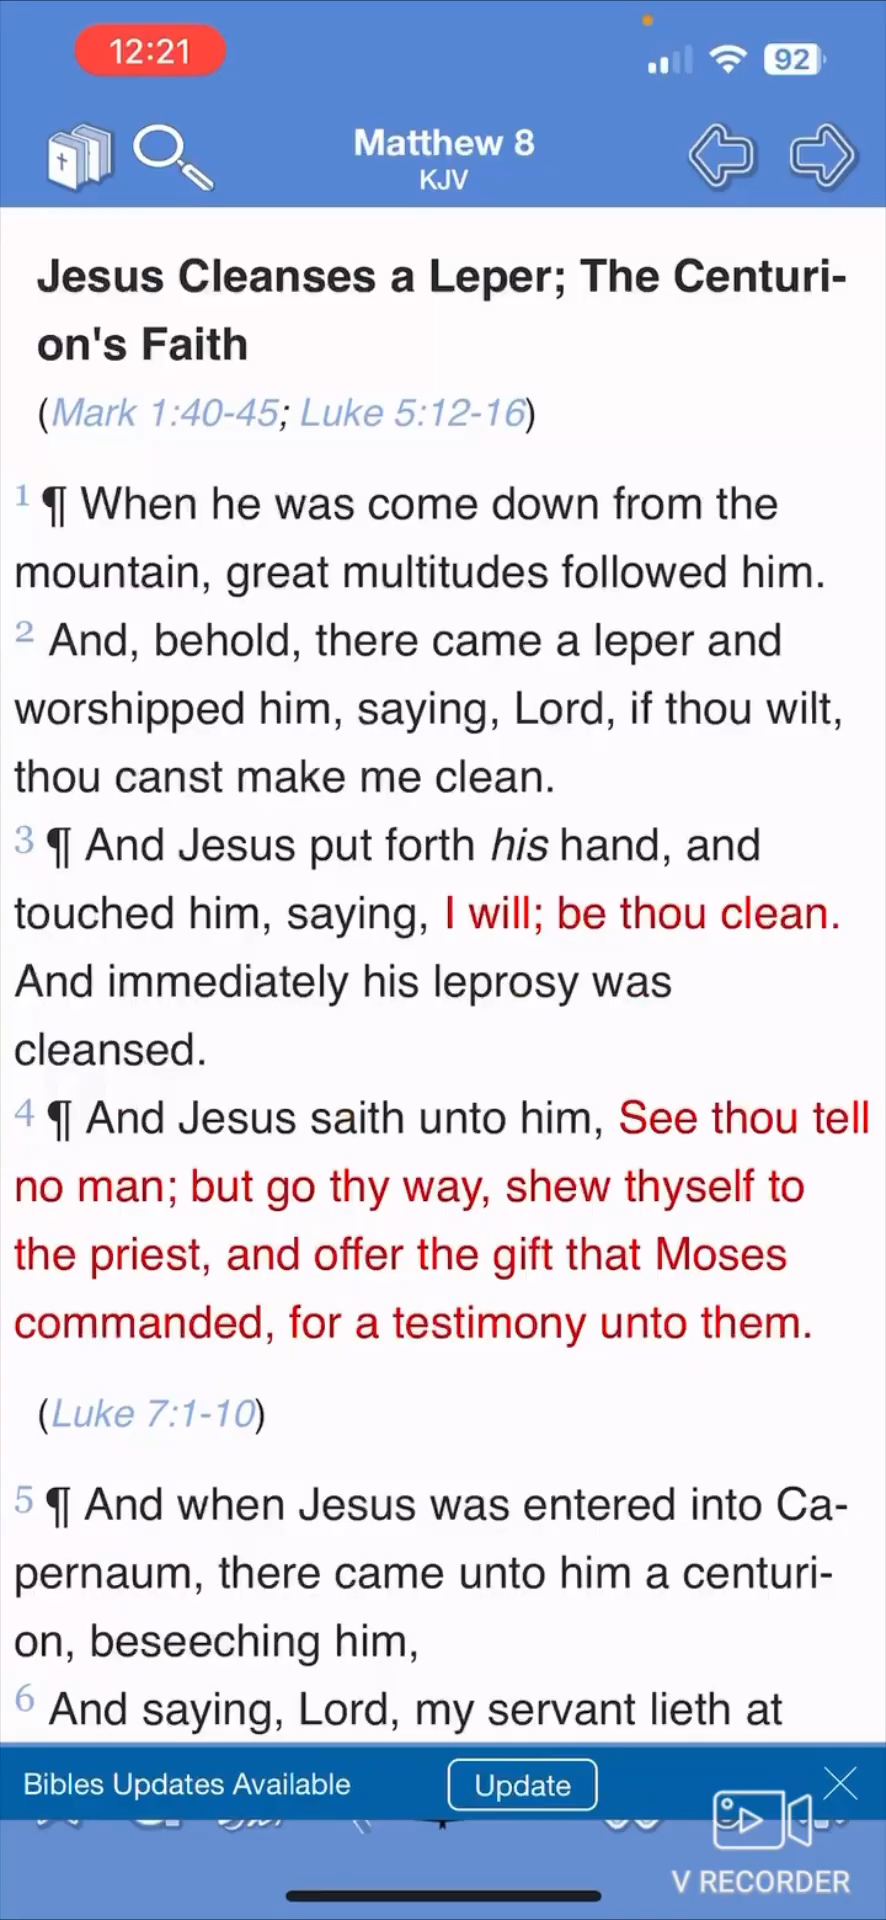 12:21
92
Matthew 8
KJV
Jesus Cleanses a Leper; The Centuri-
on's Faith
(Mark 1:40-45; Luke 5:12-16)
1 ¶ When he was come down from the
mountain, great multitudes followed him.
2 And, behold, there came a leper and
worshipped him, saying, Lord, if thou wilt,
thou canst make me clean.
3 ¶ And Jesus put forth his hand, and
touched him, saying, I will; be thou clean.
And immediately his leprosy was
cleansed.
4 ¶ And Jesus saith unto him, See thou tell
no man; but go thy way, shew thyself to
the priest, and offer the gift that Moses
commanded, for a testimony unto them.
(Luke 7:1-10)
5 ¶ And when Jesus was entered into Ca-
pernaum, there came unto him a centuri-
on, beseeching him,
6 And saying, Lord, my servant lieth at
Bibles Updates Available Update
V RECORDER